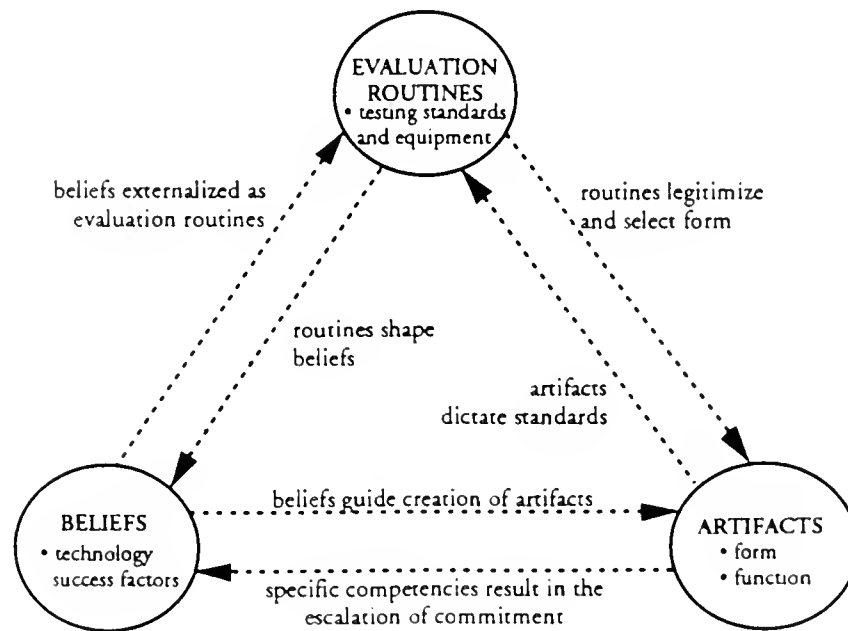 EVALUATION
ROUTINES
• testing standards
and equipment
beliefs externalized as
evaluation routines
routines legitimize
and select form
routines shape
beliefs
artifacts
dictate standards
beliefs guide creation of artifacts
BELIEFS
• technology
success factors
ARTIFACTS
• form
• function
specific competencies result in the
escalation of commitment